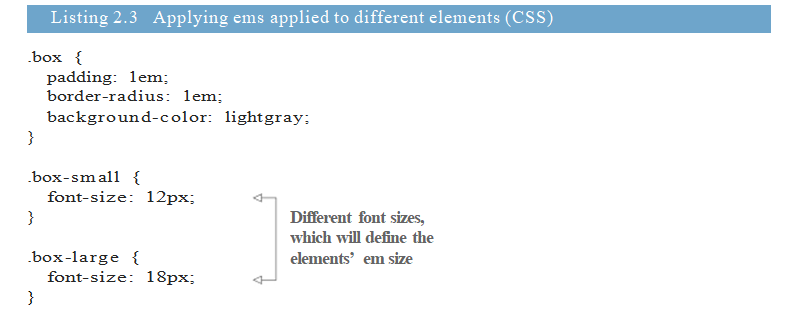 Listing 2.3 Applying ems applied to different elements (CSS)
.box {
padding: 1em;
border-radius: 1em;
background-color: lightgray;
}
.box-small {
font-size: 12px;
}
Different font sizes,
which will define the
elements’ em size
.box-large {
font-size: 18px;
}